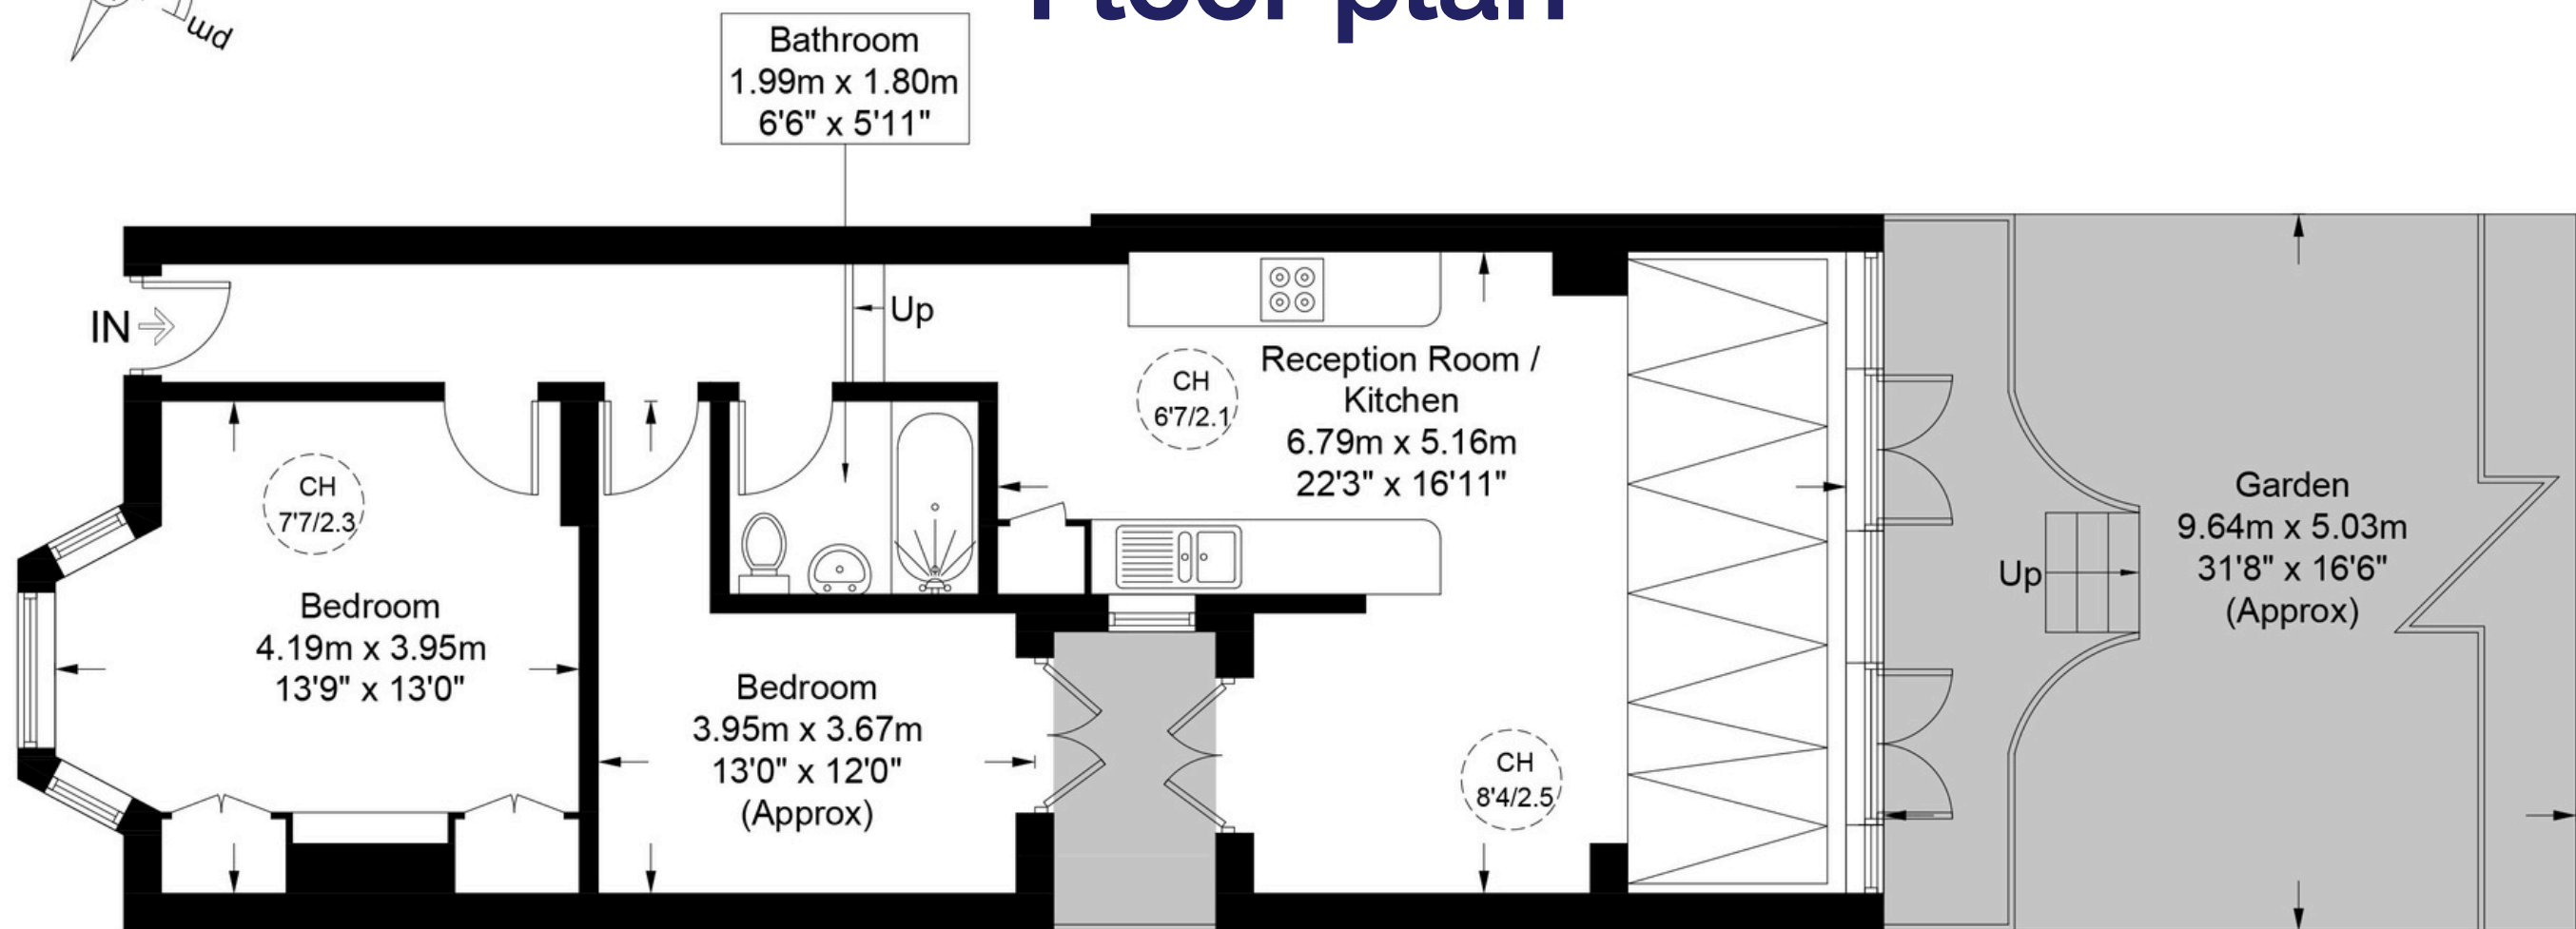 Floor plan
pm
Bathroom
1.99m x 1.80m
6'6" x 5'11"
IN
Up
CH
6'7/2.1
Reception Room /
Kitchen
6.79m x 5.16m
22'3" x 16'11"
CH
7'7/2.3
Bedroom
4.19m x 3.95m
13'9" x 13'0"
Bedroom
3.95m x 3.67m
13'0" x 12'0"
(Approx)
CH
8'4/2.5
Up
Garden
9.64m x 5.03m
31'8" x 16'6"
(Approx)